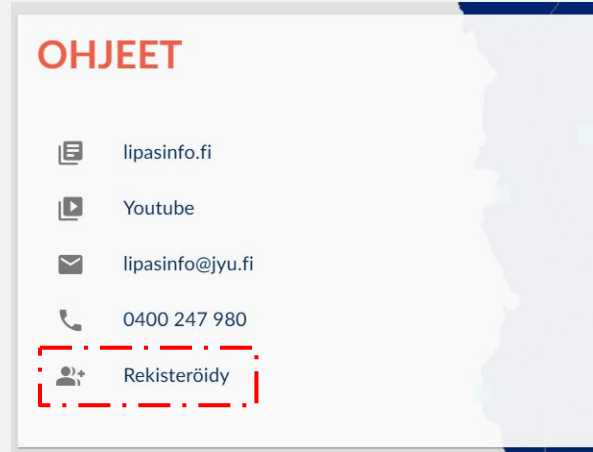 OHJEET
lipasinfo.fi
Youtube
lipasinfo@jyu.fi
0400 247 980
Rekisteröidy